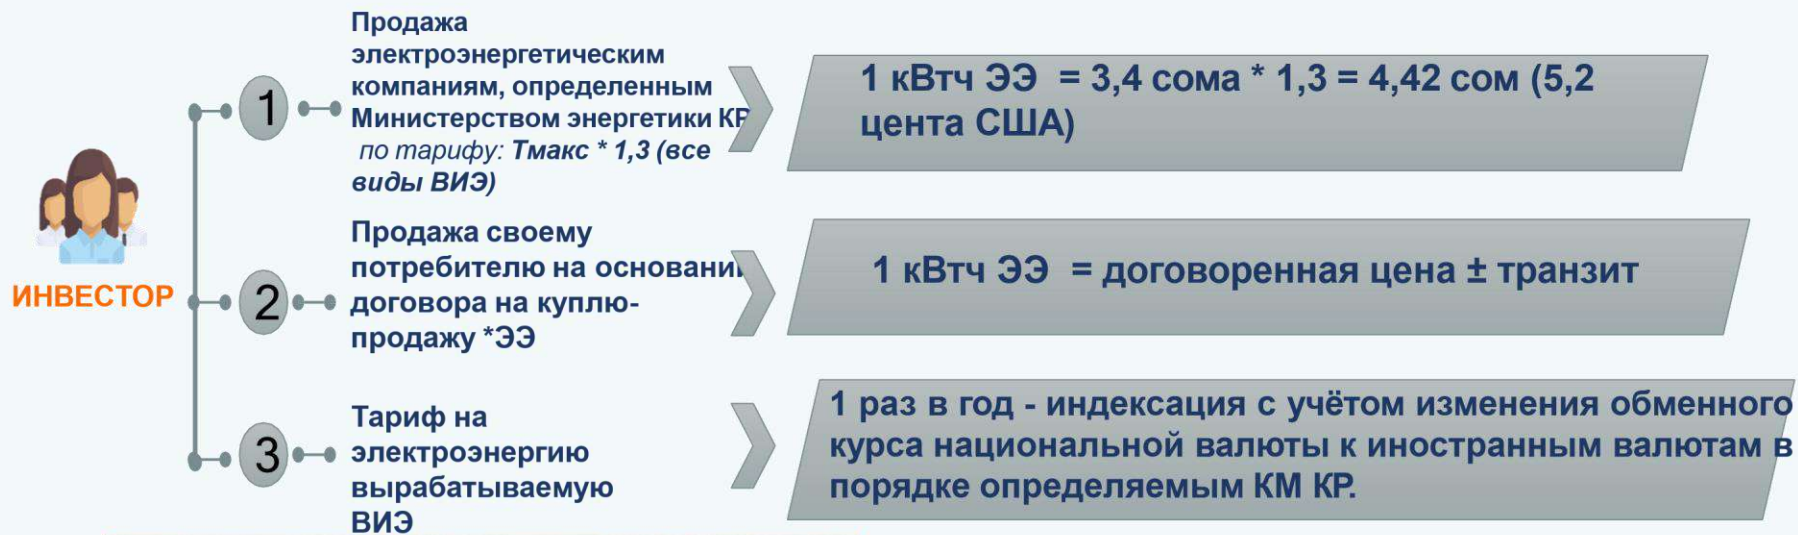 ИНВЕСТОР
1
Продажа
электроэнергетическим
компаниям, определенным
Министерством энергетики КР
по тарифу: Тмакс * 1,3 (все
виды ВИЭ)
1 кВтч ЭЭ = 3,4 сома * 1,3 = 4,42 сом (5,2
цента США)
2
Продажа своему
потребителю на основании
договора на куплю-
продажу *ЭЭ
1 кВтч ЭЭ = договоренная цена ± транзит
3
Тариф на
электроэнергию
вырабатываемую
ВИЭ
1 раз в год - индексация с учётом изменения обменного
курса национальной валюты к иностранным валютам в
порядке определяемым КМ КР.